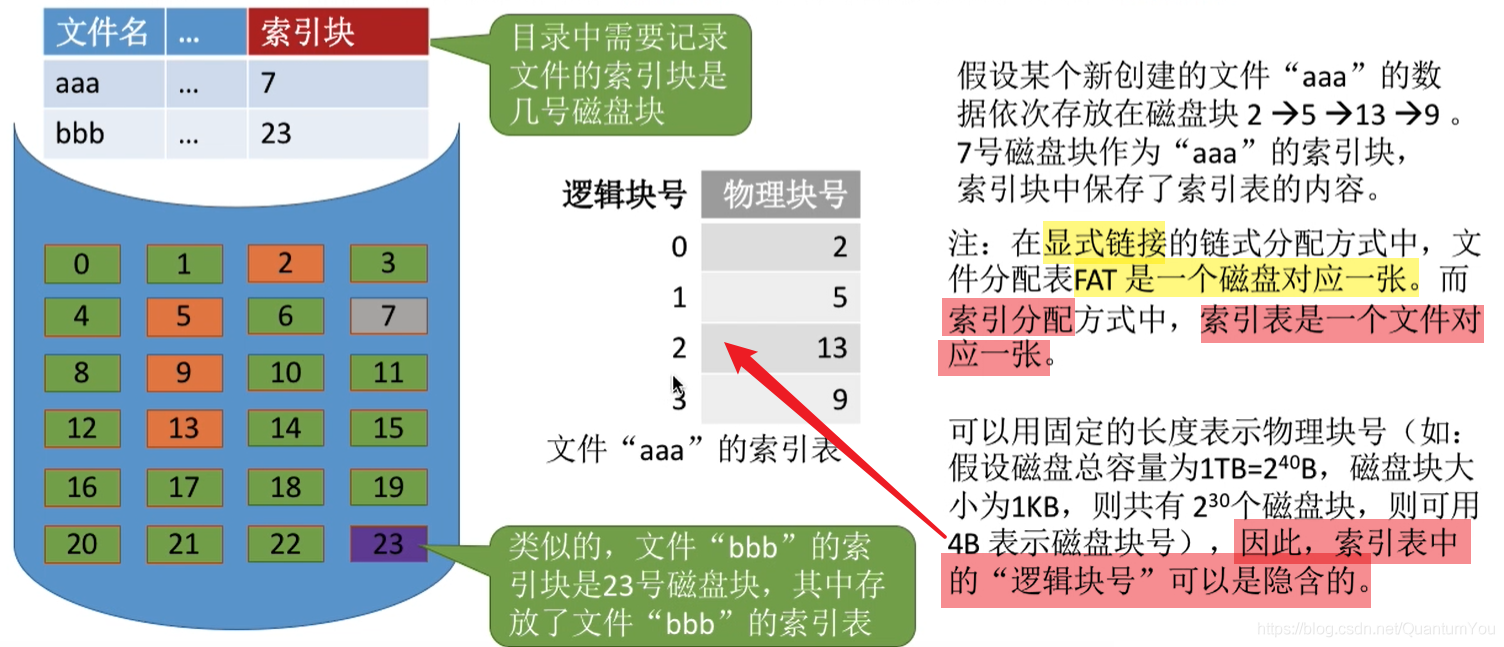 文件名 ... 索引块
aaa ... 7
bbb ... 23
目录中需要记录
文件的索引块是
几号磁盘块
0 1 2 3
4 5 6 7
8 9 10 11
12 13 14 15
16 17 18 19
20 21 22 23
逻辑块号 物理块号
0 2
1 5
2 13
3 9
文件“aaa”的索引表
类似的，文件“bbb”的索
引块是23号磁盘块，其中存
放了文件“bbb”的索引表
假设某个新创建的文件“aaa”的数
据依次存放在磁盘块 2 →5 →13 →9 。
7号磁盘块作为“aaa”的索引块，
索引块中保存了索引表的内容。
注：在显式链接的链式分配方式中，文
件分配表FAT 是一个磁盘对应一张。而
索引分配方式中，索引表是一个文件对
应一张。
可以用固定的长度表示物理块号（如：
假设磁盘总容量为1TB=2⁴⁰B，磁盘块大
小为1KB，则共有 2³⁰个磁盘块，则可用
4B 表示磁盘块号），因此，索引表中
的“逻辑块号”可以是隐含的。
https://blog.csdn.net/QuantumYou